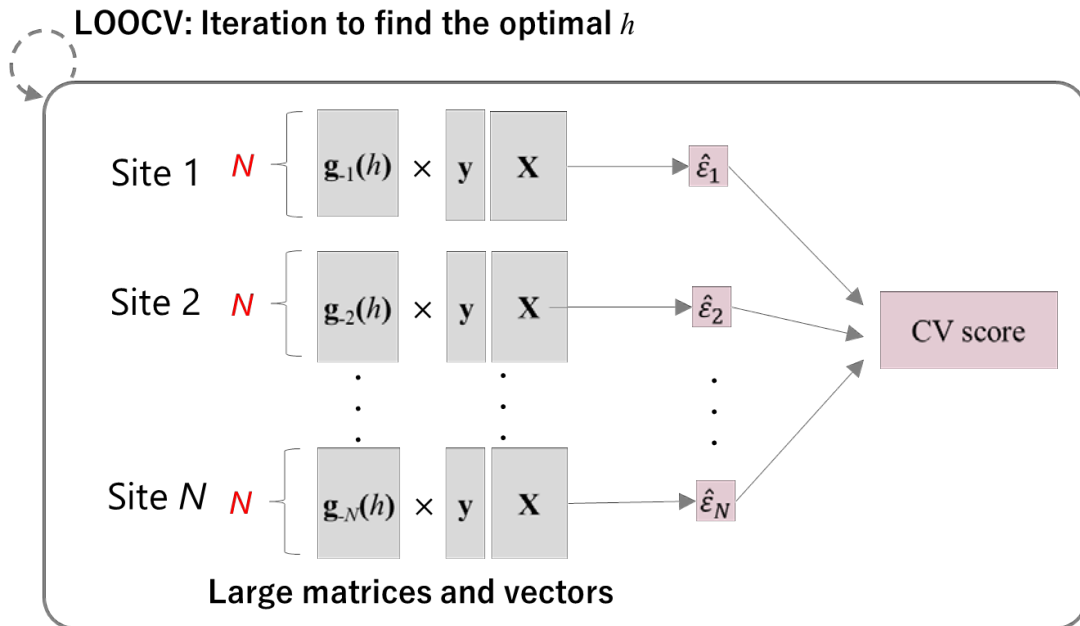 LOOCV: Iteration to find the optimal h
Site 1 N g-1(h) × y X ε̂1
Site 2 N g-2(h) × y X ε̂2
CV score
Site N N g-N(h) × y X ε̂N
Large matrices and vectors